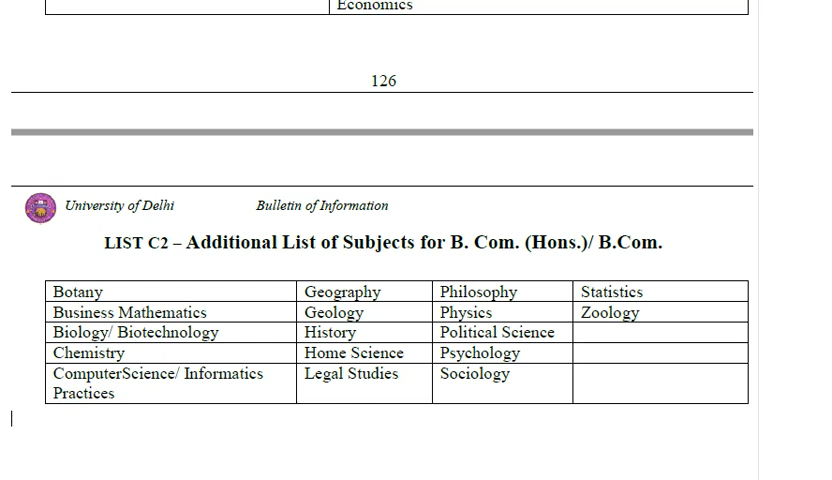 Economics
126
University of Delhi Bulletin of Information
LIST C2 – Additional List of Subjects for B. Com. (Hons.)/ B.Com.
Botany Geography Philosophy Statistics
Business Mathematics Geology Physics Zoology
Biology/ Biotechnology History Political Science
Chemistry Home Science Psychology
ComputerScience/ Informatics Legal Studies Sociology
Practices